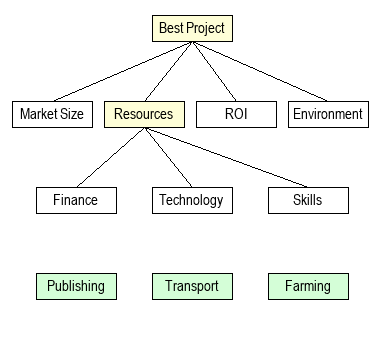 Best Project
Market Size
Resources
ROI
Environment
Finance
Technology
Skills
Publishing
Transport
Farming